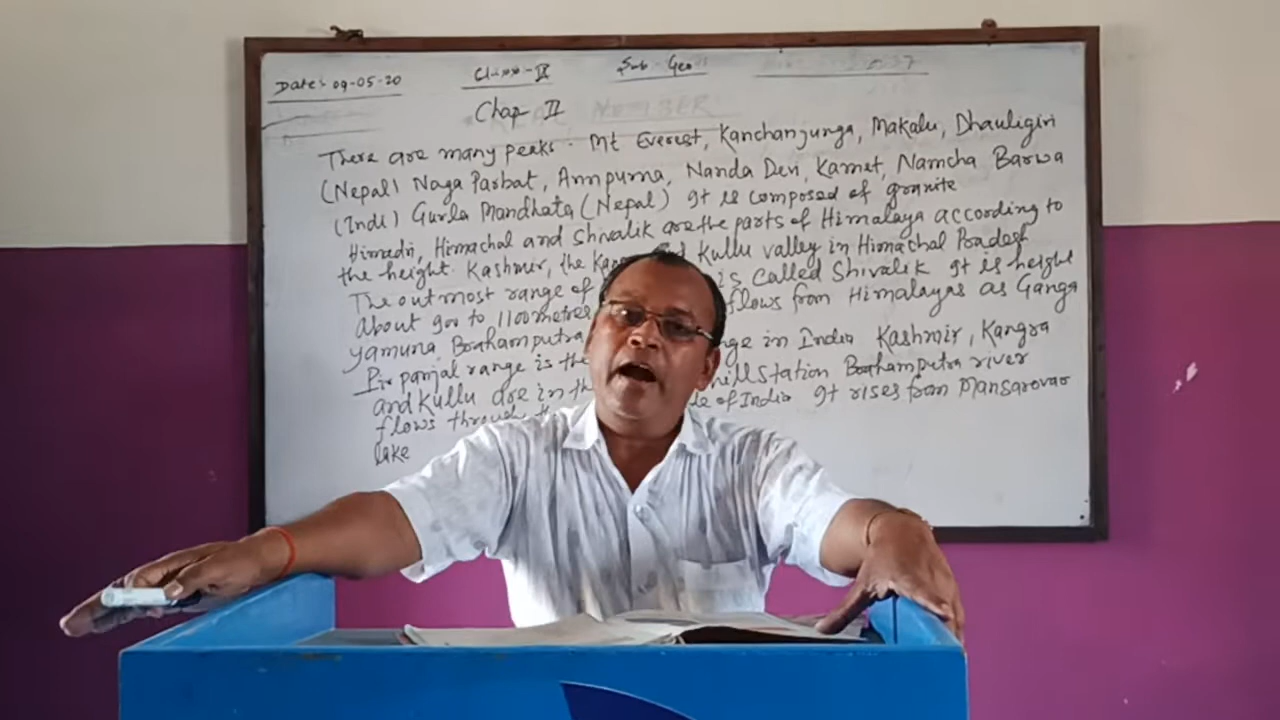 Date: 09-05-20 Class-IX Sub-Geo
Chap II
There are many peaks. Mt Everest, Kanchanjunga, Makalu, Dhauligiri
(Nepal) Naga Parbat, Annpurna, Nanda Devi, Kamet, Namcha Barwa
(Indi) Gurla Mandhata (Nepal) It is composed of granite
Himadri, Himachal and Shivalik are the parts of Himalaya according to
the height. Kashmir, the Kullu valley in Himachal Pradesh
The outmost range of is called Shivalik It is height
About 900 to 1100 metres flows from Himalayas as Ganga
yamuna, Brahamputra in India Kashmir, Kangra
Pir panjal range is the hillstation Brahamputra river
and Kullu are in the of India It rises from Mansarovar
flows through
lake